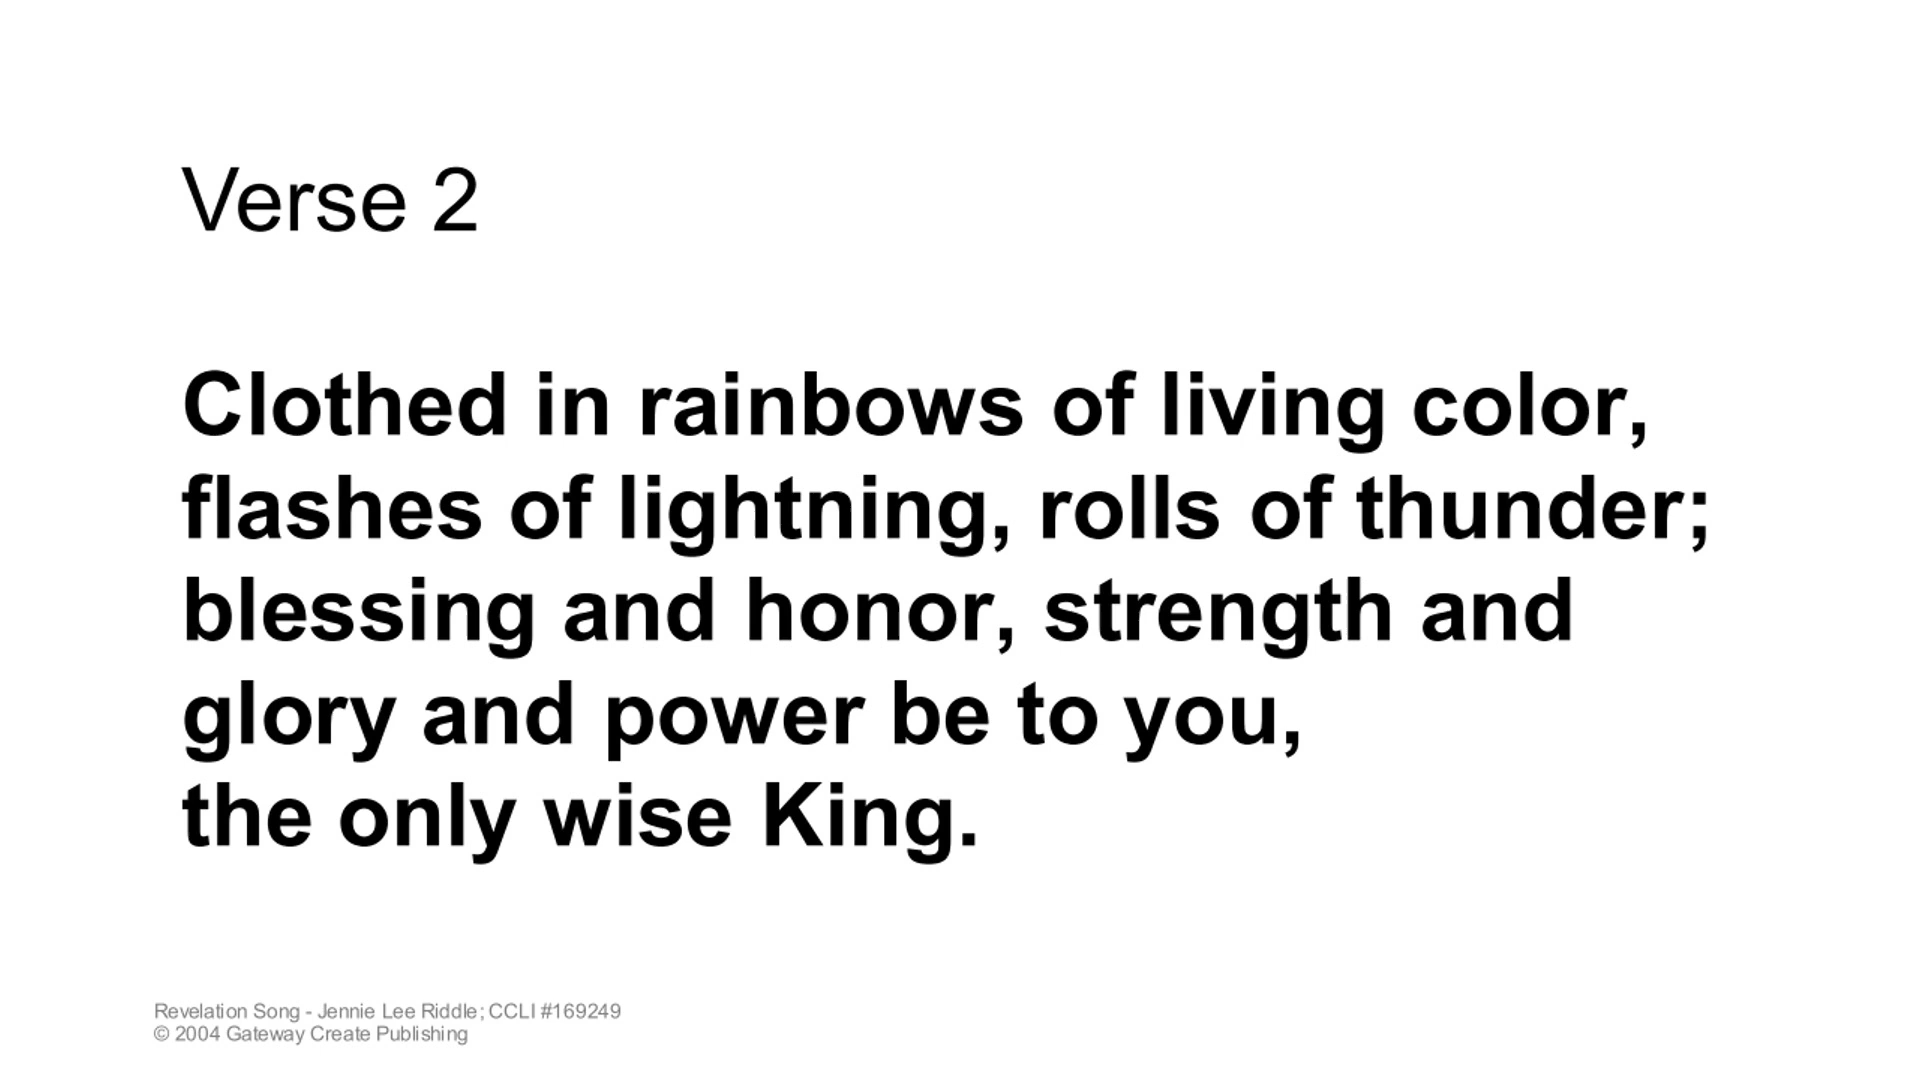 Verse 2
Clothed in rainbows of living color,
flashes of lightning, rolls of thunder;
blessing and honor, strength and
glory and power be to you,
the only wise King.
Revelation Song - Jennie Lee Riddle; CCLI #169249
© 2004 Gateway Create Publishing